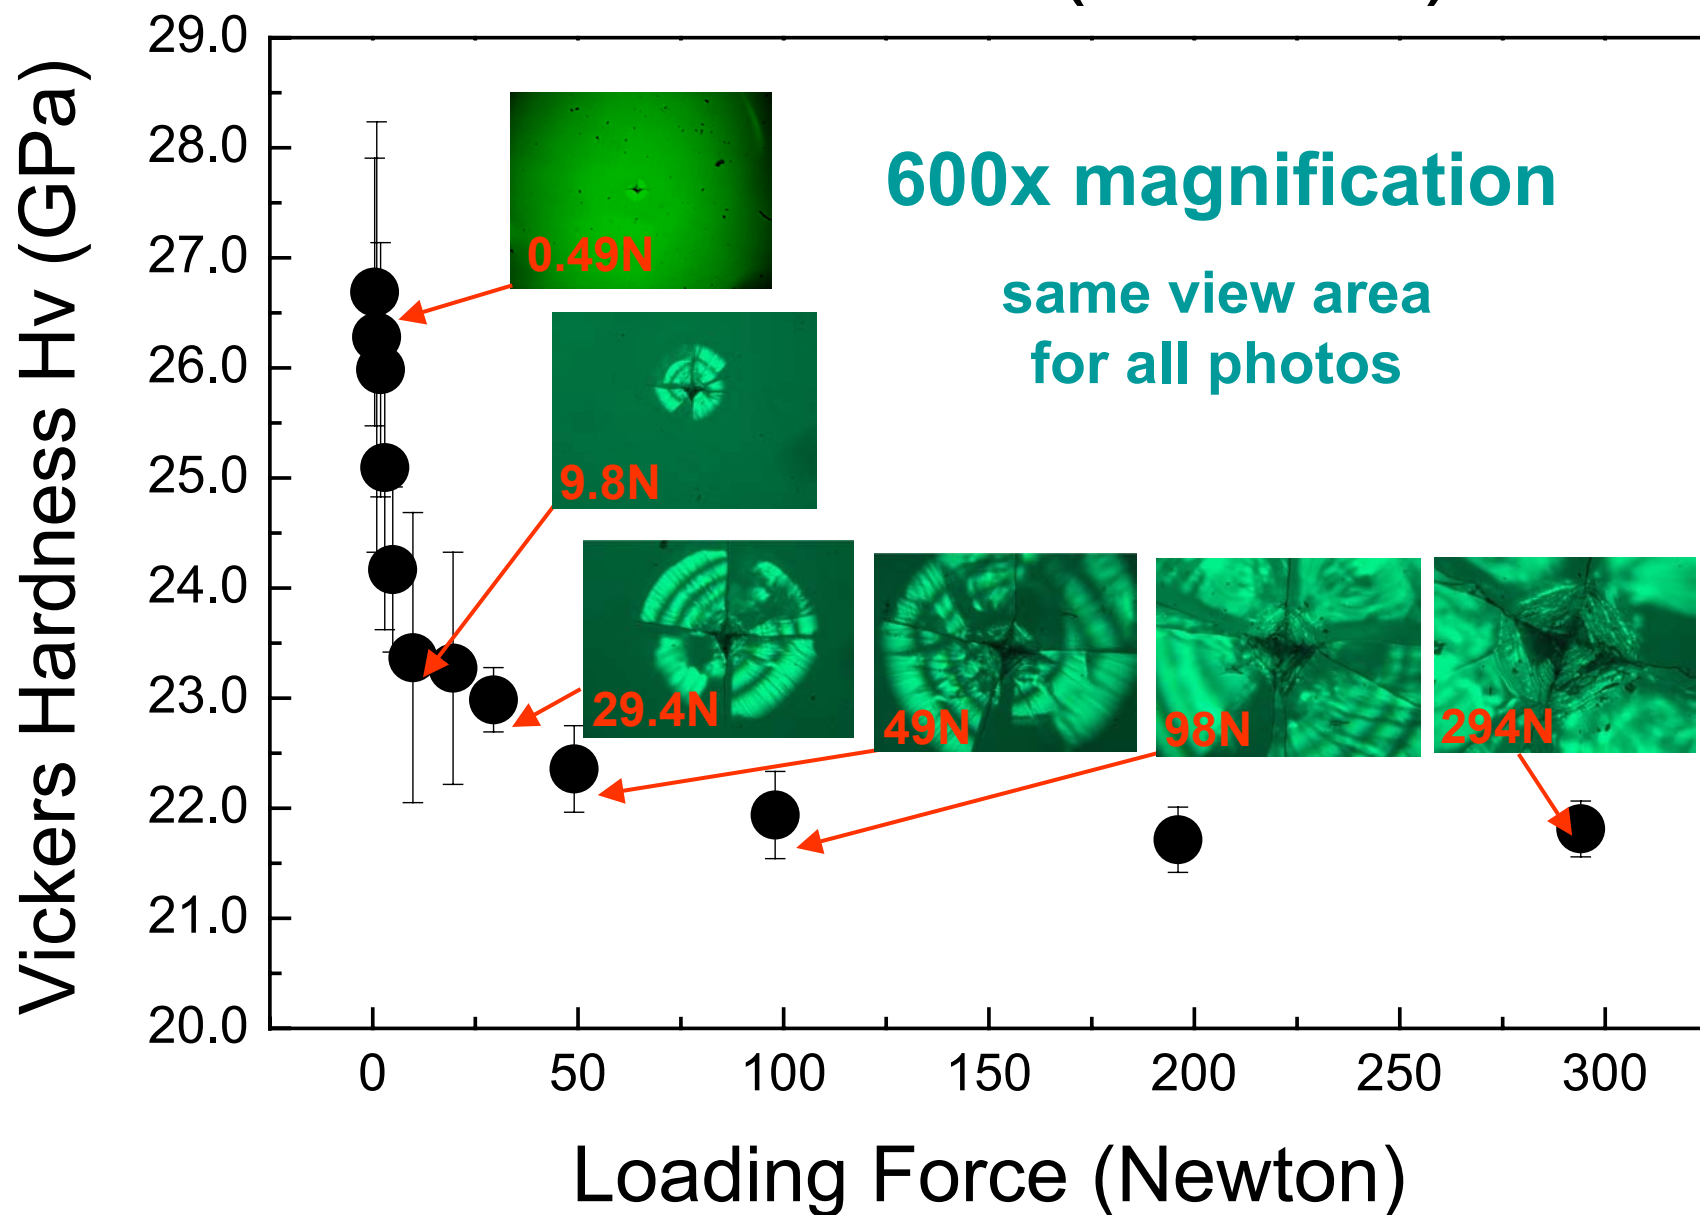 29.0
28.0
27.0
26.0
25.0
24.0
23.0
22.0
21.0
20.0
Vickers Hardness Hv (GPa)
600x magnification
same view area
for all photos
0.49N
9.8N
29.4N
49N
98N
294N
0 50 100 150 200 250 300
Loading Force (Newton)